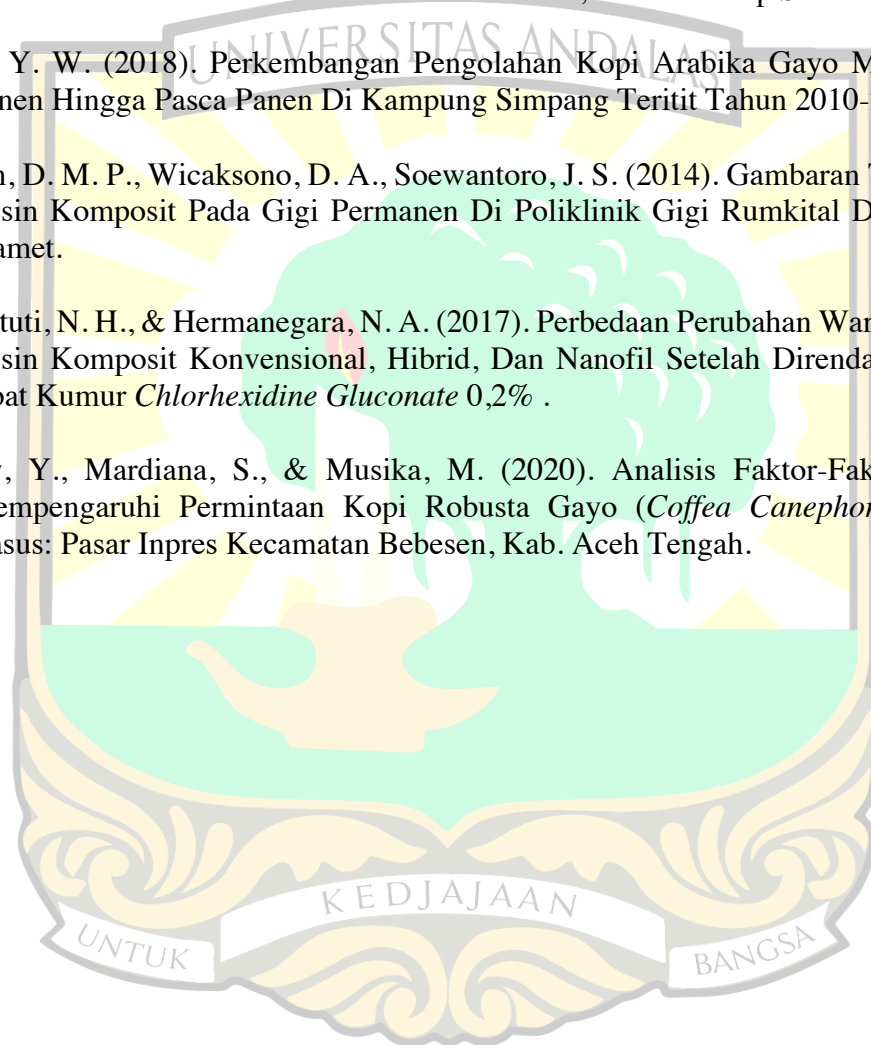 UNIVERSITAS ANDALAS
Y. W. (2018). Perkembangan Pengolahan Kopi Arabika Gayo M
nen Hingga Pasca Panen Di Kampung Simpang Teritit Tahun 2010-
D. M. P., Wicaksono, D. A., Soewantoro, J. S. (2014). Gambaran
esin Komposit Pada Gigi Permanen Di Poliklinik Gigi Rumkital D
amet.
tuti, N. H., & Hermanegara, N. A. (2017). Perbedaan Perubahan War
esin Komposit Konvensional, Hibrid, Dan Nanofil Setelah Direnda
bat Kumur Chlorhexidine Gluconate 0,2% .
Y., Mardiana, S., & Musika, M. (2020). Analisis Faktor-Fak
empengaruhi Permintaan Kopi Robusta Gayo (Coffea Canephor
asus: Pasar Inpres Kecamatan Bebesen, Kab. Aceh Tengah.
UNTUK KEDJAJAAN BANGSA